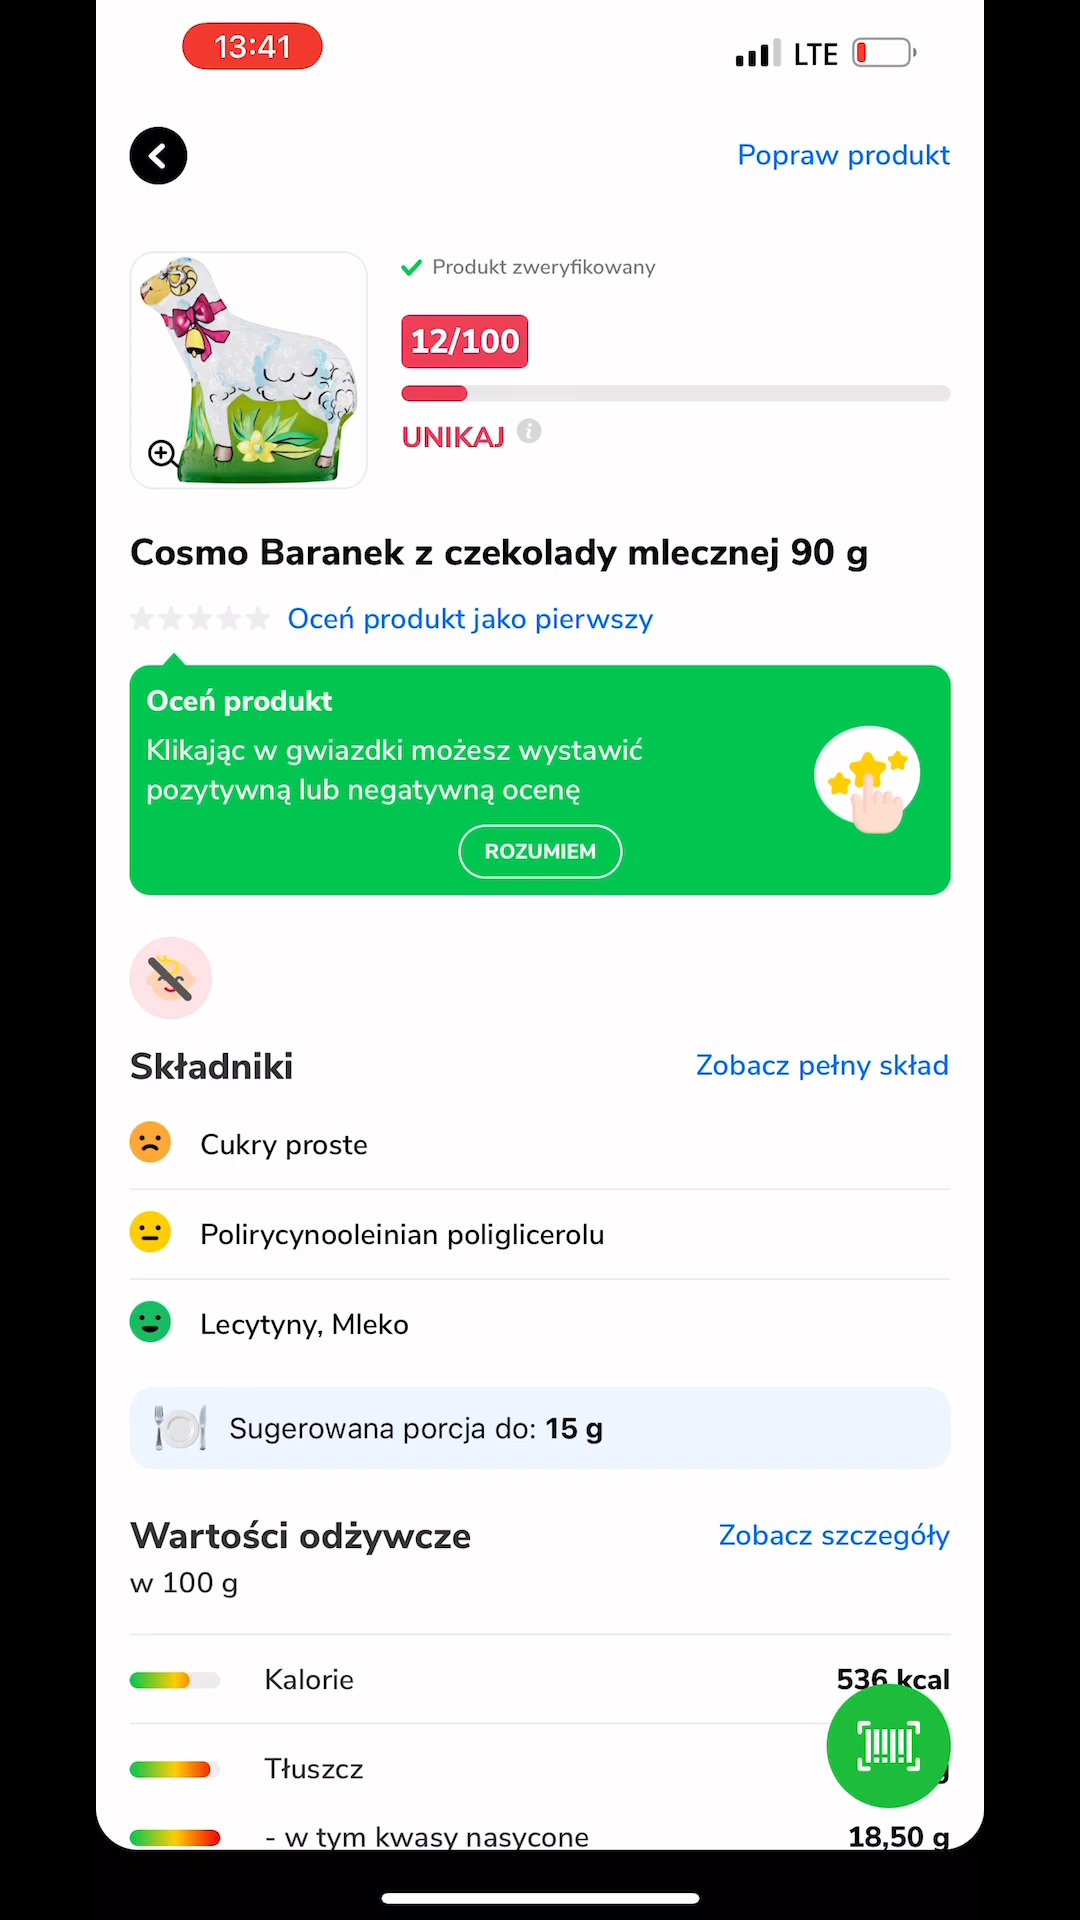 13:41
LTE
Popraw produkt
Produkt zweryfikowany
12/100
UNIKAJ
Cosmo Baranek z czekolady mlecznej 90 g
Oceń produkt jako pierwszy
Oceń produkt
Klikając w gwiazdki możesz wystawić
pozytywną lub negatywną ocenę
ROZUMIEM
Składniki
Zobacz pełny skład
Cukry proste
Polirycynooleinian poliglicerolu
Lecytyny, Mleko
Sugerowana porcja do: 15 g
Wartości odżywcze
Zobacz szczegóły
w 100 g
Kalorie
536 kcal
Tłuszcz
- w tym kwasy nasycone
18,50 g